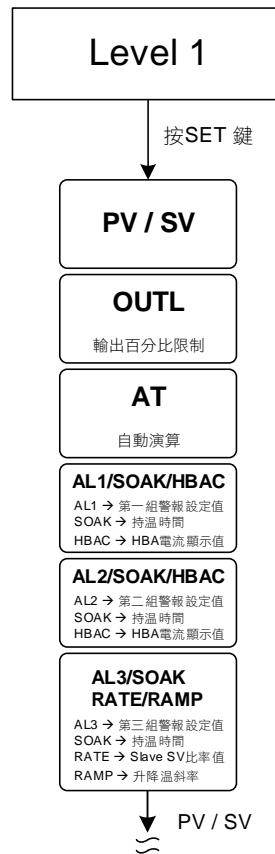 Level 1
按SET 鍵
PV / SV
OUTL
輸出百分比限制
AT
自動演算
AL1/SOAK/HBAC
AL1 → 第一組警報設定值
SOAK → 持溫時間
HBAC → HBA電流顯示值
AL2/SOAK/HBAC
AL2 → 第二組警報設定值
SOAK → 持溫時間
HBAC → HBA電流顯示值
AL3/SOAK
RATE/RAMP
AL3 → 第三組警報設定值
SOAK → 持溫時間
RATE → Slave SV比率值
RAMP → 升降溫斜率
PV / SV